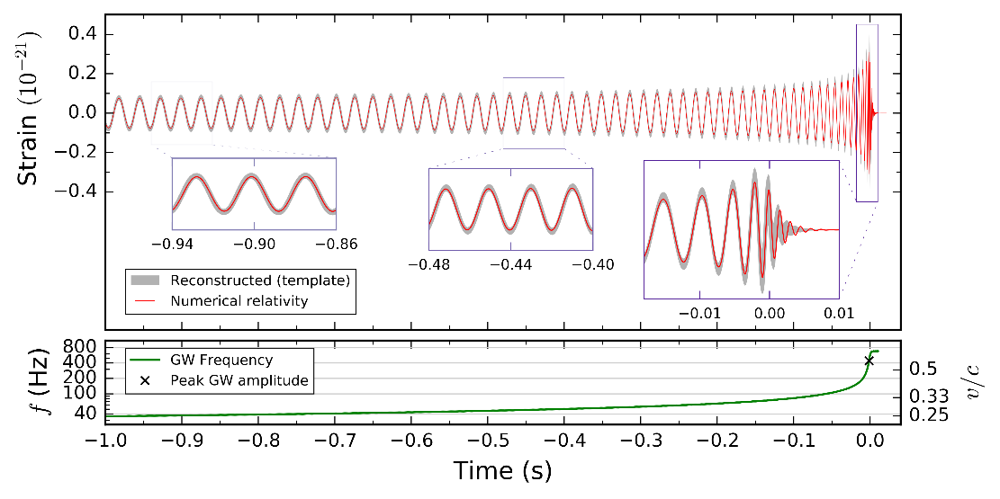 Strain (10⁻²¹)
0.4
0.2
0.0
−0.2
−0.4
−0.94 −0.90 −0.86
−0.48 −0.44 −0.40
−0.01 0.00 0.01
Reconstructed (template)
Numerical relativity
f (Hz)
800
400
200
100
40
GW Frequency
Peak GW amplitude
0.5
0.33
0.25
v/c
−1.0 −0.9 −0.8 −0.7 −0.6 −0.5 −0.4 −0.3 −0.2 −0.1 0.0
Time (s)